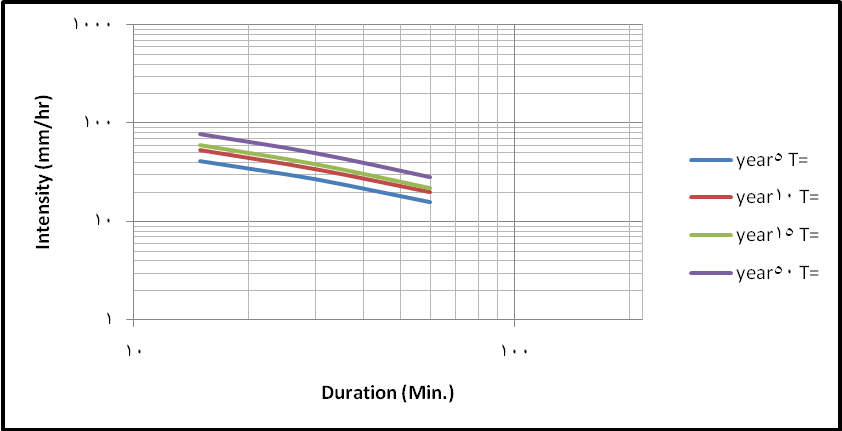 ١٠٠٠
١٠٠
١٠
١
Intensity (mm/hr)
١٠
١٠٠
Duration (Min.)
year٥ T=
year١٠ T=
year١٥ T=
year٥٠ T=